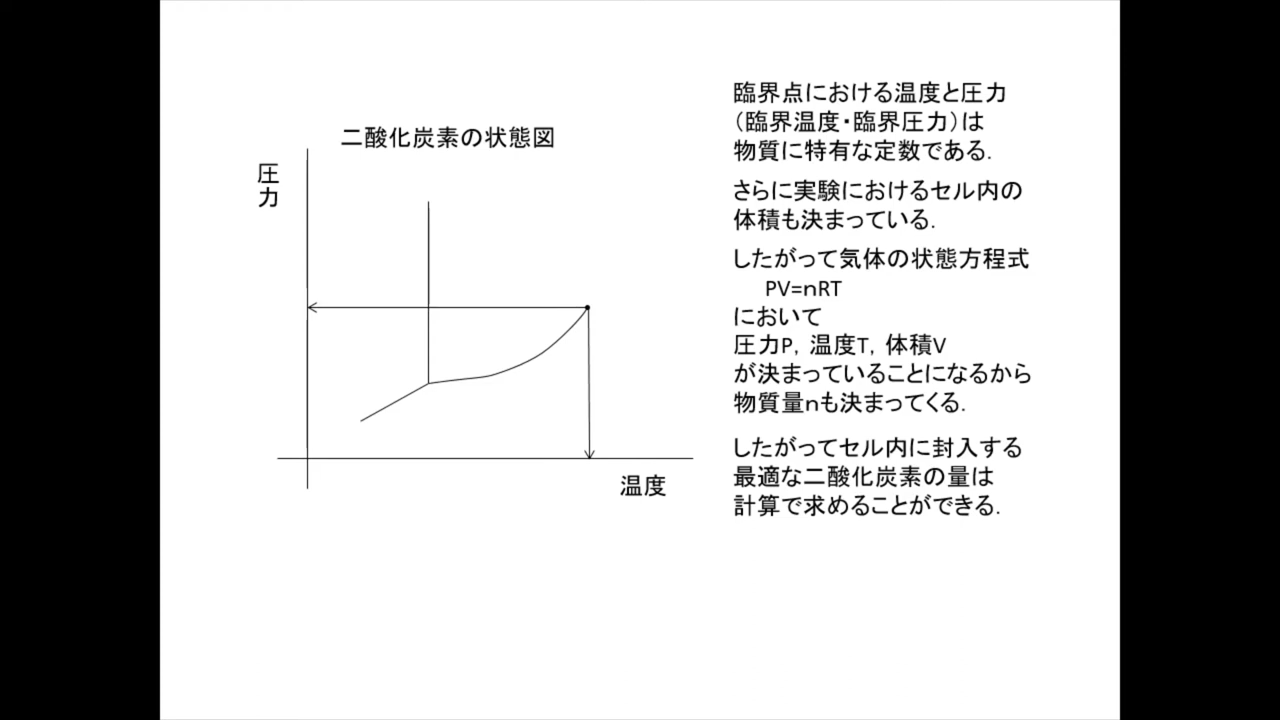 二酸化炭素の状態図
圧力
温度
臨界点における温度と圧力
（臨界温度・臨界圧力）は
物質に特有な定数である．
さらに実験におけるセル内の
体積も決まっている．
したがって気体の状態方程式
PV=nRT
において
圧力P，温度T，体積V
が決まっていることになるから
物質量nも決まってくる．
したがってセル内に封入する
最適な二酸化炭素の量は
計算で求めることができる．